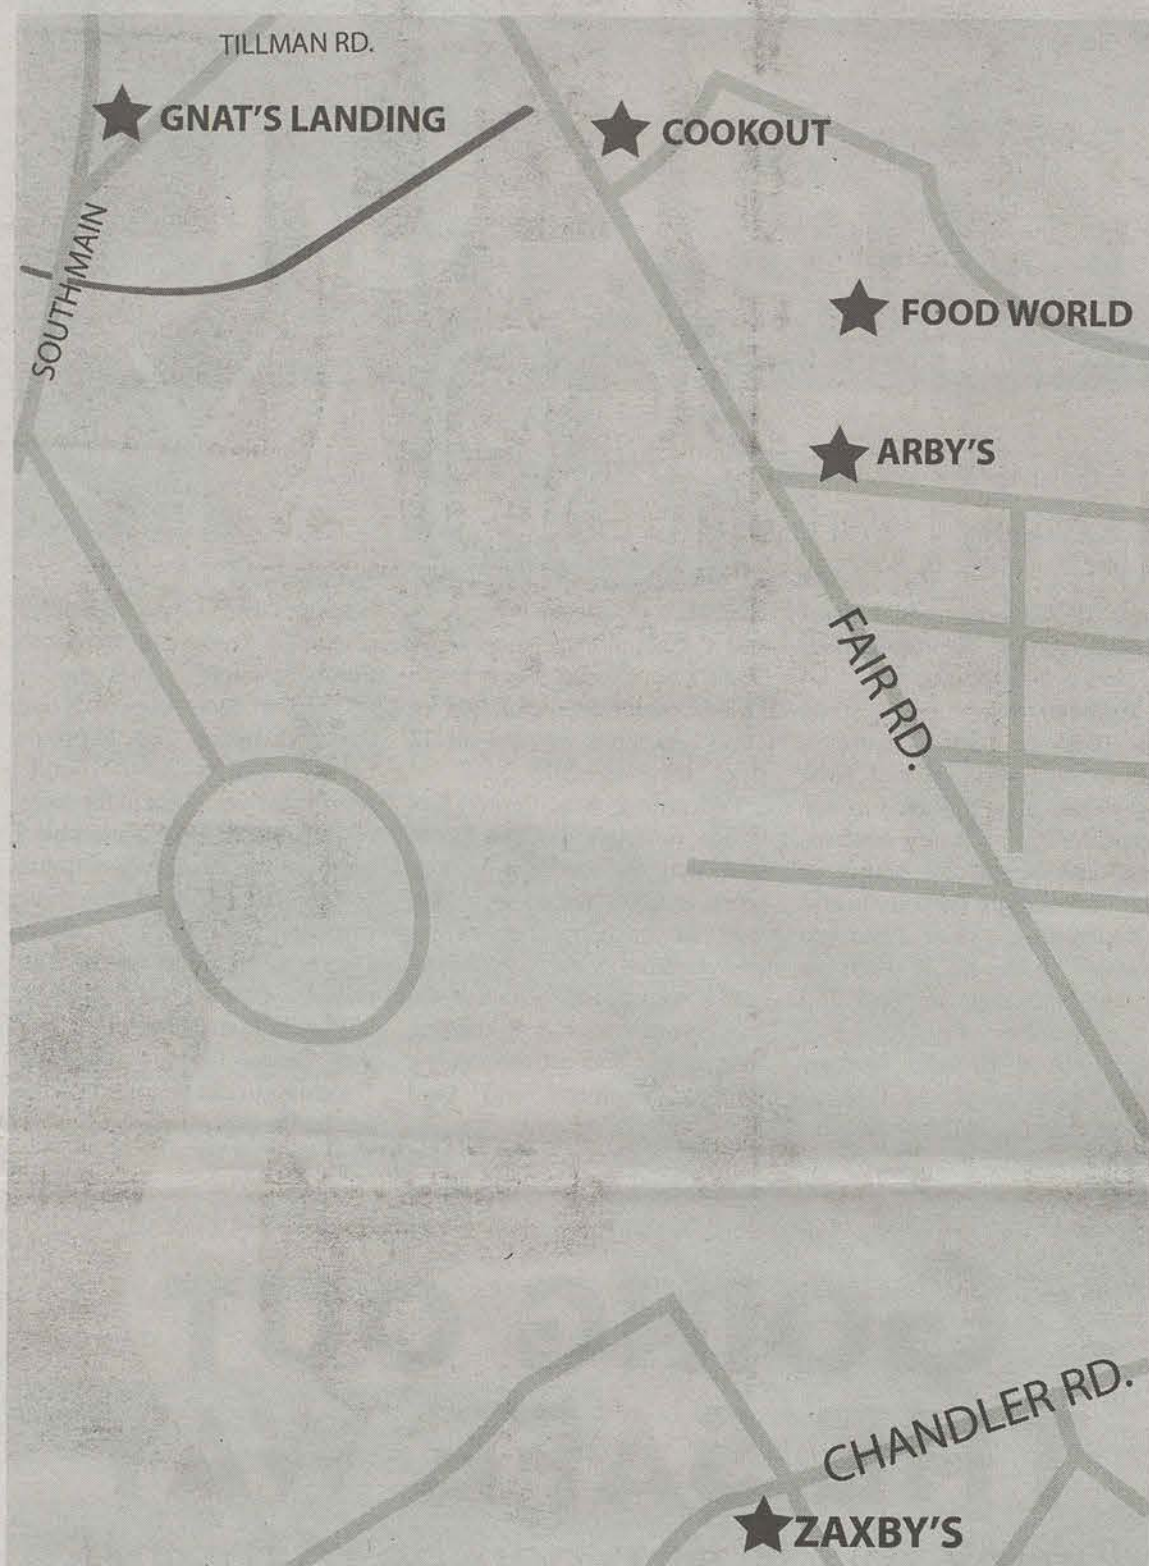 TILLMAN RD.
GNAT'S LANDING
COOKOUT
SOUTH MAIN
FOOD WORLD
ARBY'S
FAIR RD.
CHANDLER RD.
ZAXBY'S